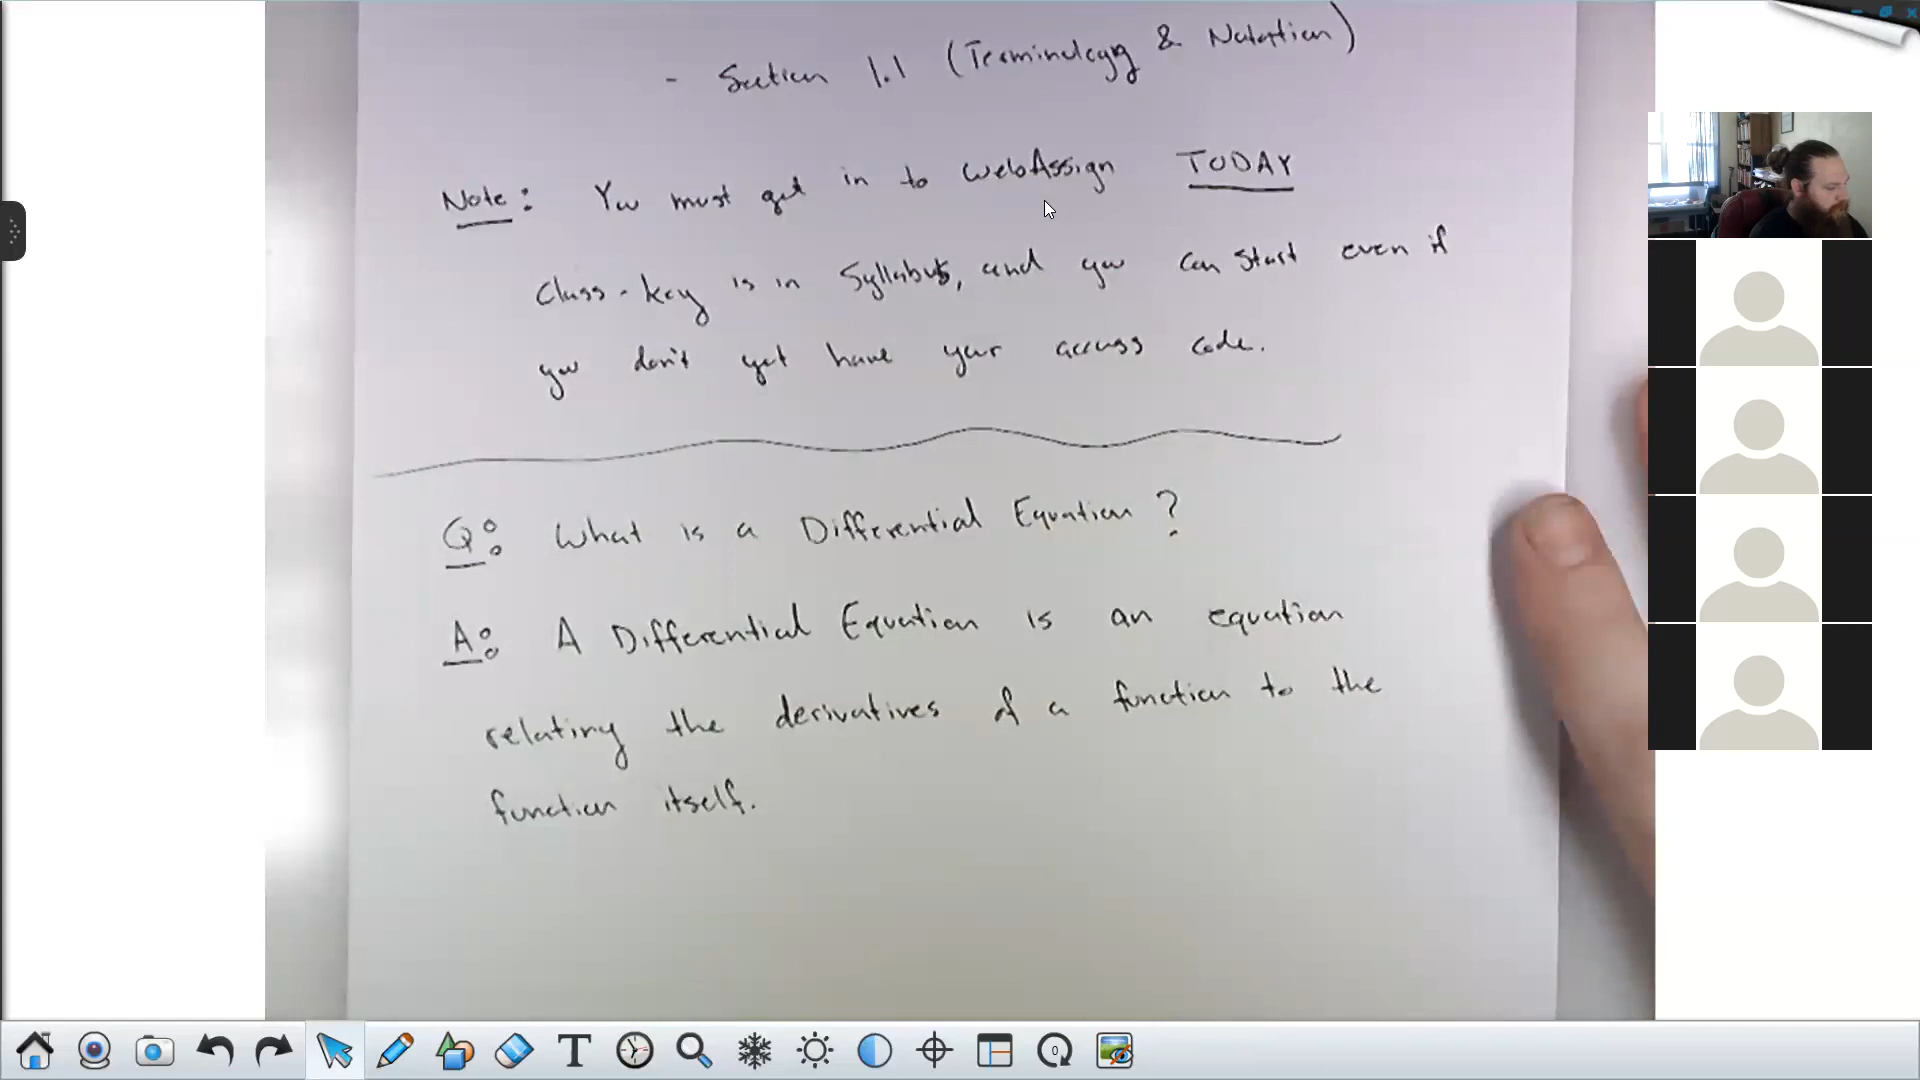 - Section 1.1 (Terminology & Notation)
Note: You must get in to WebAssign TODAY
Class-key is in Syllabus, and you can start even if
you don't yet have your access code.
Q: What is a Differential Equation?
A: A Differential Equation is an equation
relating the derivatives of a function to the
function itself.
T
0